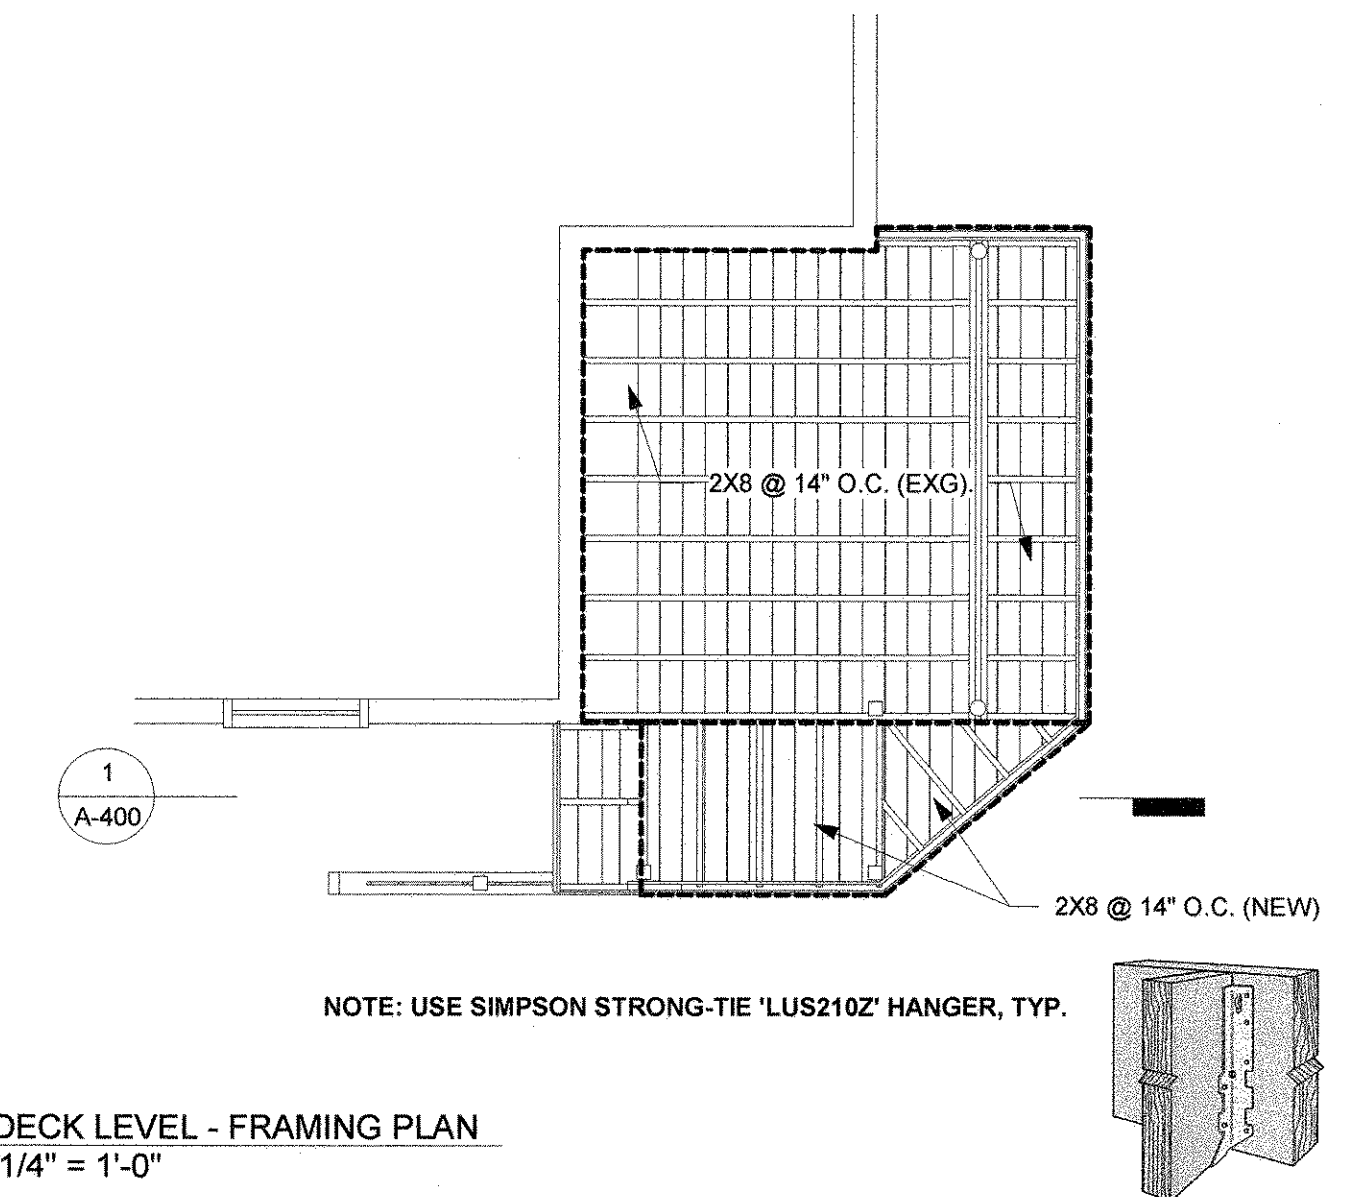 2X8 @ 14" O.C. (EXG).
1
A-400
2X8 @ 14" O.C. (NEW)
NOTE: USE SIMPSON STRONG-TIE 'LUS210Z' HANGER, TYP.
DECK LEVEL - FRAMING PLAN
1/4" = 1'-0"